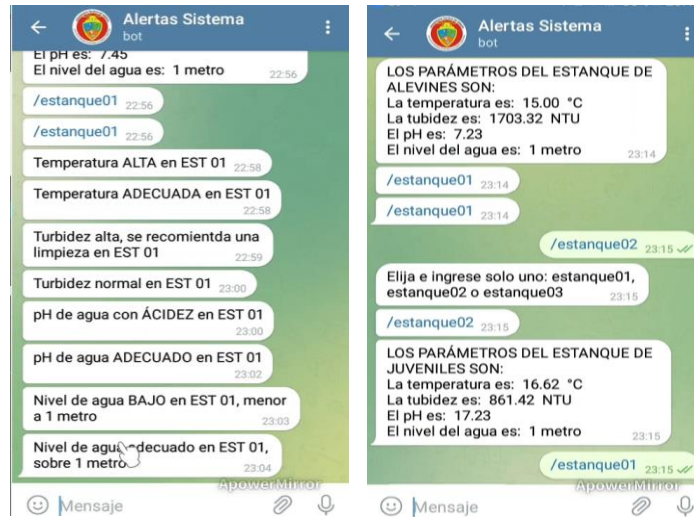 Alertas Sistema
bot
El pH es: 7.45
El nivel del agua es: 1 metro 22:56
/estanque01 22:56
/estanque01 22:56
Temperatura ALTA en EST 01 22:58
Temperatura ADECUADA en EST 01
22:58
Turbidez alta, se recomientda una
limpieza en EST 01 22:59
Turbidez normal en EST 01 23:00
pH de agua con ÁCIDEZ en EST 01
23:00
pH de agua ADECUADO en EST 01
23:02
Nivel de agua BAJO en EST 01, menor
a 1 metro 23:03
Nivel de agua adecuado en EST 01,
sobre 1 metro 23:04
ApowerMirror
Mensaje
Alertas Sistema
bot
LOS PARÁMETROS DEL ESTANQUE DE
ALEVINES SON:
La temperatura es: 15.00 °C
La tubidez es: 1703.32 NTU
El pH es: 7.23
El nivel del agua es: 1 metro 23:14
/estanque01 23:14
/estanque01 23:14
/estanque02 23:15
Elija e ingrese solo uno: estanque01,
estanque02 o estanque03 23:15
/estanque02 23:15
LOS PARÁMETROS DEL ESTANQUE DE
JUVENILES SON:
La temperatura es: 16.62 °C
La tubidez es: 861.42 NTU
El pH es: 17.23
El nivel del agua es: 1 metro 23:15
/estanque01 23:15
ApowerMirror
Mensaje